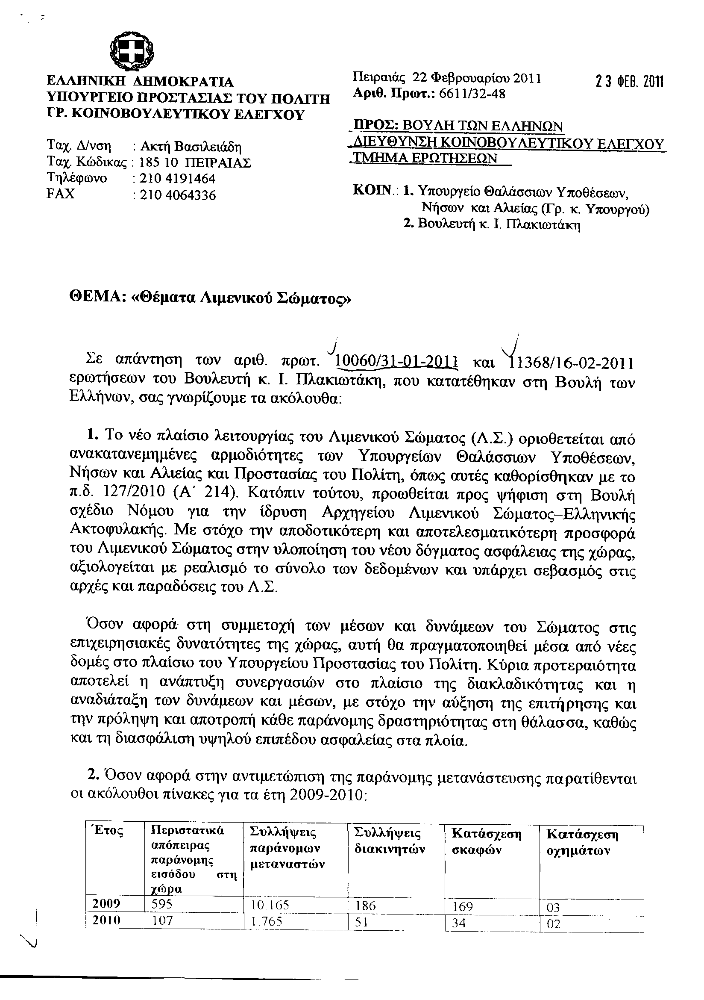 ΕΛΛΗΝΙΚΗ ΔΗΜΟΚΡΑΤΙΑ
ΥΠΟΥΡΓΕΙΟ ΠΡΟΣΤΑΣΙΑΣ ΤΟΥ ΠΟΛΙΤΗ
ΓΡ. ΚΟΙΝΟΒΟΥΛΕΥΤΙΚΟΥ ΕΛΕΓΧΟΥ
Ταχ. Δ/νση : Ακτή Βασιλειάδη
Ταχ. Κώδικας : 185 10 ΠΕΙΡΑΙΑΣ
Τηλέφωνο : 210 4191464
FAX : 210 4064336
Πειραιάς 22 Φεβρουαρίου 2011
23 ΦΕΒ. 2011
Αριθ. Πρωτ.: 6611/32-48
ΠΡΟΣ: ΒΟΥΛΗ ΤΩΝ ΕΛΛΗΝΩΝ
ΔΙΕΥΘΥΝΣΗ ΚΟΙΝΟΒΟΥΛΕΥΤΙΚΟΥ ΕΛΕΓΧΟΥ
ΤΜΗΜΑ ΕΡΩΤΗΣΕΩΝ
ΚΟΙΝ.: 1. Υπουργείο Θαλάσσιων Υποθέσεων,
Νήσων και Αλιείας (Γρ. κ. Υπουργού)
2. Βουλευτή κ. Ι. Πλακιωτάκη
ΘΕΜΑ: «Θέματα Λιμενικού Σώματος»
Σε απάντηση των αριθ. πρωτ. 10060/31-01-2011 και 11368/16-02-2011
ερωτήσεων του Βουλευτή κ. Ι. Πλακιωτάκη, που κατατέθηκαν στη Βουλή των
Ελλήνων, σας γνωρίζουμε τα ακόλουθα:
1. Το νέο πλαίσιο λειτουργίας του Λιμενικού Σώματος (Λ.Σ.) οριοθετείται από
ανακατανεμημένες αρμοδιότητες των Υπουργείων Θαλάσσιων Υποθέσεων,
Νήσων και Αλιείας και Προστασίας του Πολίτη, όπως αυτές καθορίσθηκαν με το
π.δ. 127/2010 (Α΄ 214). Κατόπιν τούτου, προωθείται προς ψήφιση στη Βουλή
σχέδιο Νόμου για την ίδρυση Αρχηγείου Λιμενικού Σώματος–Ελληνικής
Ακτοφυλακής. Με στόχο την αποδοτικότερη και αποτελεσματικότερη προσφορά
του Λιμενικού Σώματος στην υλοποίηση του νέου δόγματος ασφάλειας της χώρας,
αξιολογείται με ρεαλισμό το σύνολο των δεδομένων και υπάρχει σεβασμός στις
αρχές και παραδόσεις του Λ.Σ.
Όσον αφορά στη συμμετοχή των μέσων και δυνάμεων του Σώματος στις
επιχειρησιακές δυνατότητες της χώρας, αυτή θα πραγματοποιηθεί μέσα από νέες
δομές στο πλαίσιο του Υπουργείου Προστασίας του Πολίτη. Κύρια προτεραιότητα
αποτελεί η ανάπτυξη συνεργασιών στο πλαίσιο της διακλαδικότητας και η
αναδιάταξη των δυνάμεων και μέσων, με στόχο την αύξηση της επιτήρησης και
την πρόληψη και αποτροπή κάθε παράνομης δραστηριότητας στη θάλασσα, καθώς
και τη διασφάλιση υψηλού επιπέδου ασφαλείας στα πλοία.
2. Όσον αφορά στην αντιμετώπιση της παράνομης μετανάστευσης παρατίθενται
οι ακόλουθοι πίνακες για τα έτη 2009-2010:
Έτος
Περιστατικά
απόπειρας
παράνομης
εισόδου στη
χώρα
Συλλήψεις
παράνομων
μεταναστών
Συλλήψεις
διακινητών
Κατάσχεση
σκαφών
Κατάσχεση
οχημάτων
2009 595 10.165 186 169 03
2010 107 1.765 51 34 02